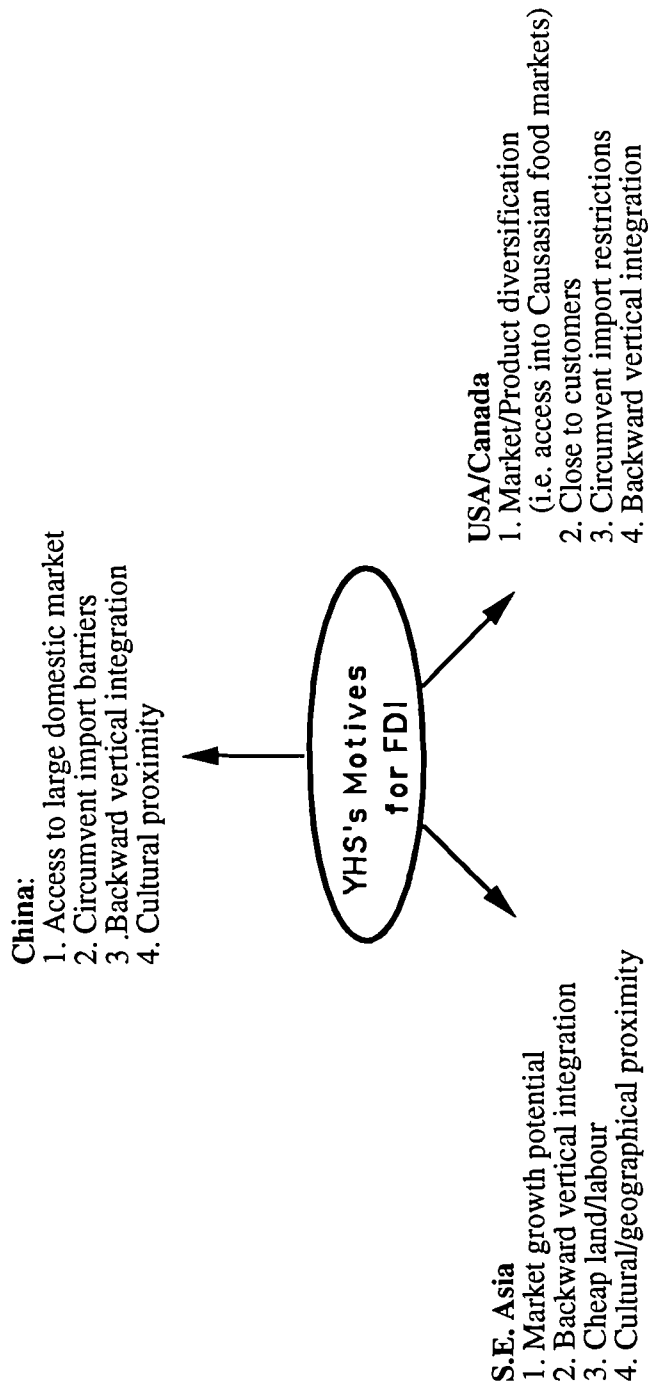 China:
1. Access to large domestic market
2. Circumvent import barriers
3 .Backward vertical integration
4. Cultural proximity
YHS's Motives
for FDI
S.E. Asia
1. Market growth potential
2. Backward vertical integration
3. Cheap land/labour
4. Cultural/geographical proximity
USA/Canada
1. Market/Product diversification
(i.e. access into Causasian food markets)
2. Close to customers
3. Circumvent import restrictions
4. Backward vertical integration